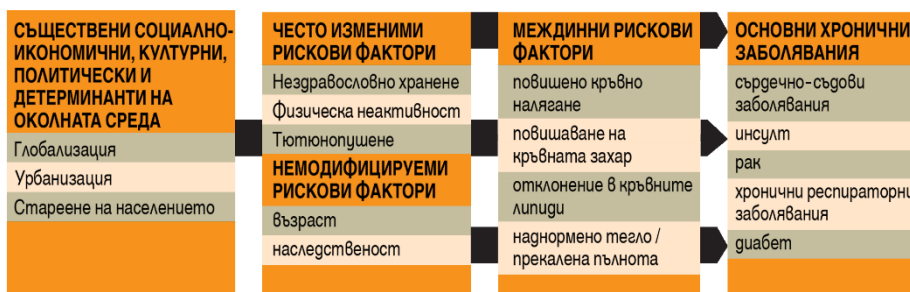 СЪЩЕСТВЕНИ СОЦИАЛНО-
ИКОНОМИЧНИ, КУЛТУРНИ,
ПОЛИТИЧЕСКИ И
ДЕТЕРМИНАНТИ НА
ОКОЛНАТА СРЕДА
Глобализация
Урбанизация
Стареене на населението
ЧЕСТО ИЗМЕНИМИ
РИСКОВИ ФАКТОРИ
Нездравословно хранене
Физическа неактивност
Тютюнопушене
НЕМОДИФИЦИРУЕМИ
РИСКОВИ ФАКТОРИ
възраст
наследственост
МЕЖДИННИ РИСКОВИ
ФАКТОРИ
повишено кръвно
налягане
повишаване на
кръвната захар
отклонение в кръвните
липиди
наднормено тегло /
прекалена пълнота
ОСНОВНИ ХРОНИЧНИ
ЗАБОЛЯВАНИЯ
сърдечно-съдови
заболявания
инсулт
рак
хронични респираторни
заболявания
диабет